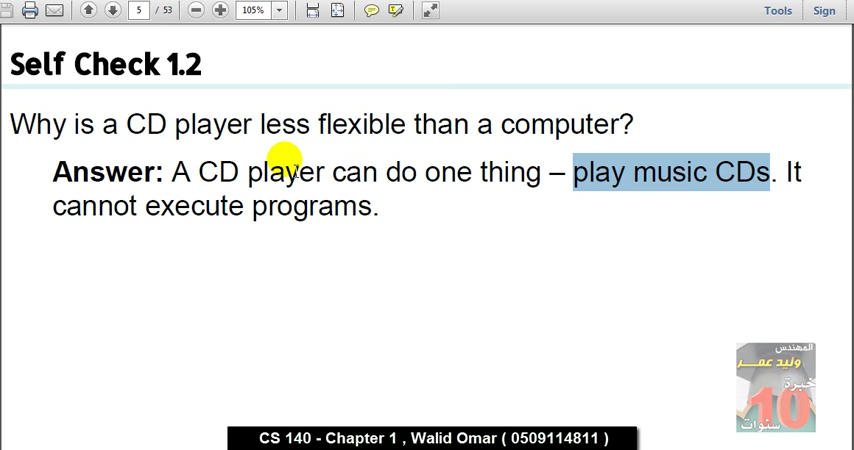 5 / 53 105% Tools Sign
Self Check 1.2
Why is a CD player less flexible than a computer?
Answer: A CD player can do one thing – play music CDs. It
cannot execute programs.
المهندس
وليد عمر
خبرة
10
سنوات
CS 140 - Chapter 1 , Walid Omar ( 0509114811 )